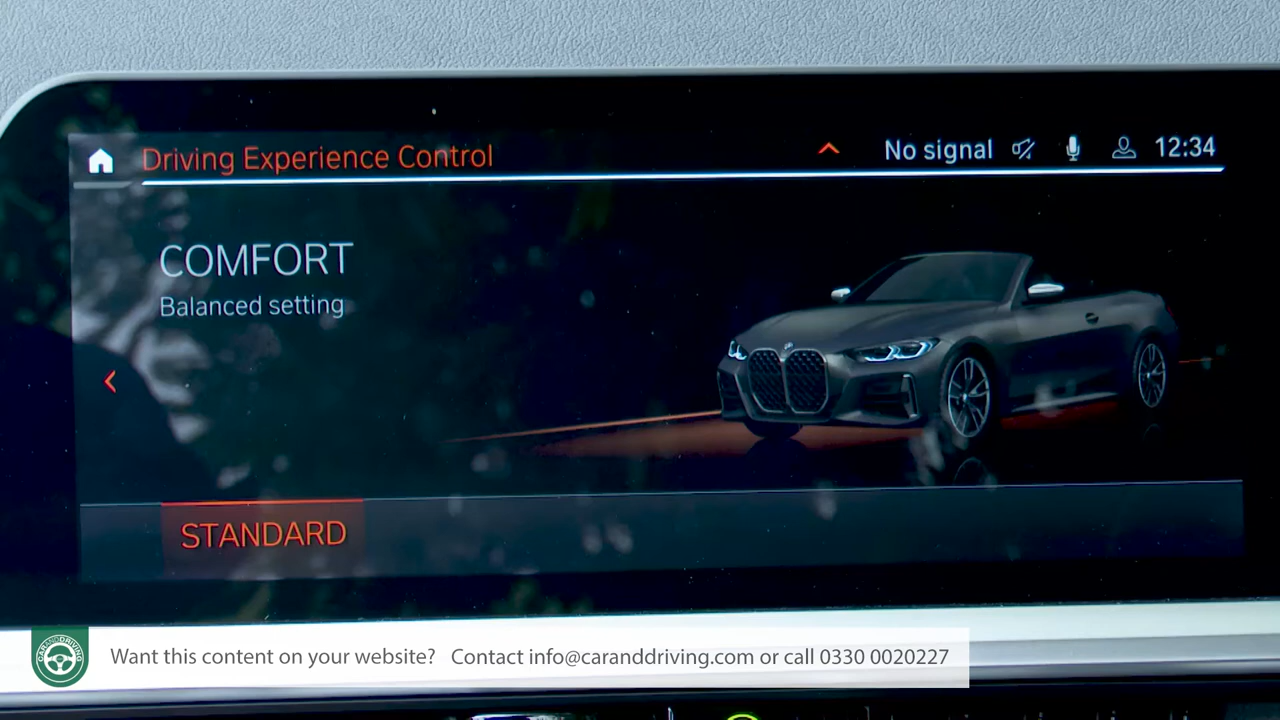 Driving Experience Control
No signal
12:34
COMFORT
Balanced setting
STANDARD
CARANDDRIVING
Want this content on your website? Contact info@caranddriving.com or call 0330 0020227